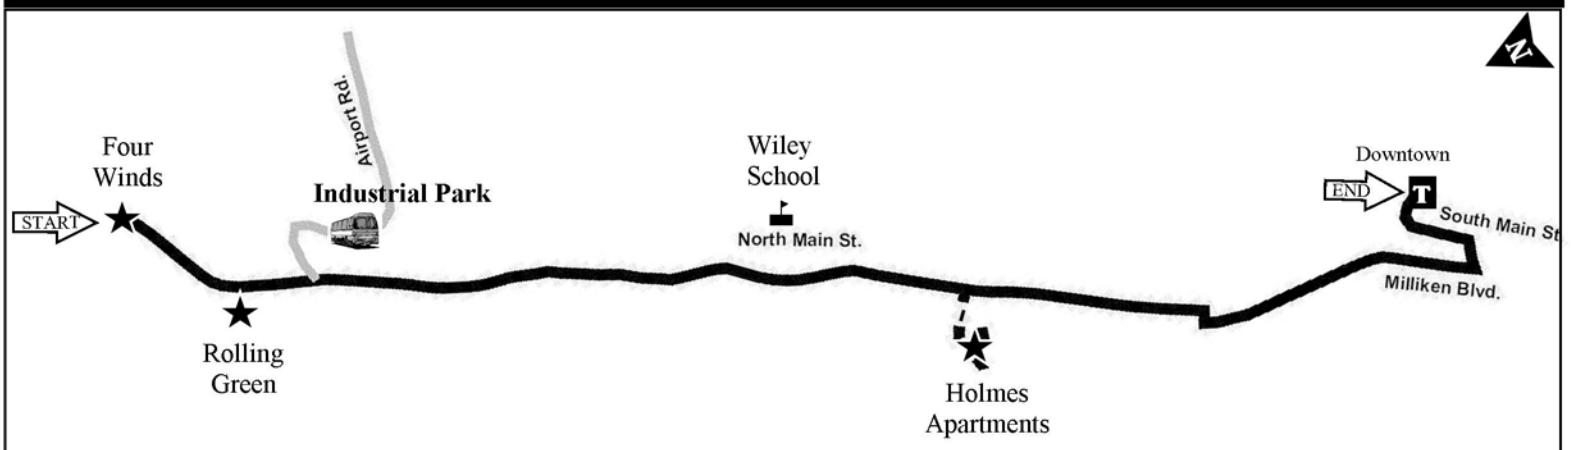 N
Airport Rd.
Four
Winds
START
Industrial Park
Rolling
Green
Wiley
School
North Main St.
Holmes
Apartments
Downtown
END
T
South Main St
Milliken Blvd.